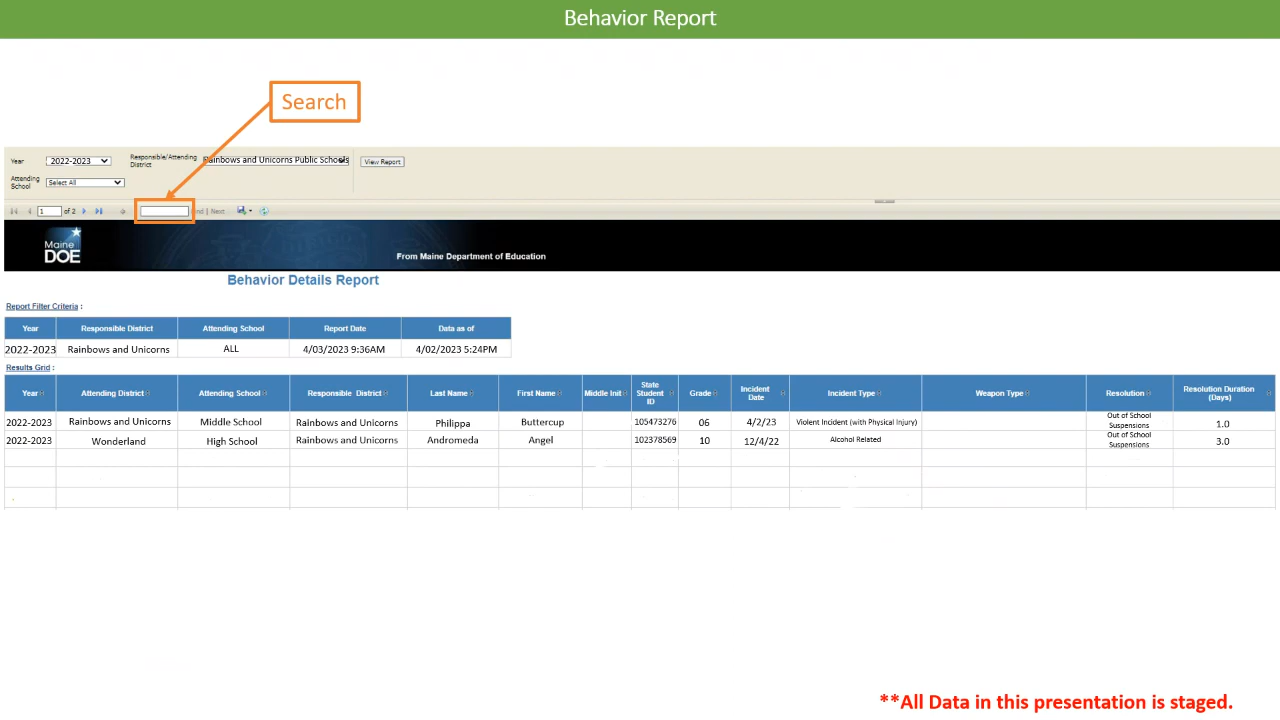 Behavior Report
Search
Year 2022-2023 Responsible/Attending District Rainbows and Unicorns Public Schools View Report
Attending School Select All
1 of 2 | Next
Maine DOE
From Maine Department of Education
Behavior Details Report
Report Filter Criteria :
Year Responsible District Attending School Report Date Data as of
2022-2023 Rainbows and Unicorns ALL 4/03/2023 9:36AM 4/02/2023 5:24PM
Results Grid :
Year Attending District Attending School Responsible District Last Name First Name Middle Init State Student ID Grade Incident Date Incident Type Weapon Type Resolution Resolution Duration (Days)
2022-2023 Rainbows and Unicorns Middle School Rainbows and Unicorns Philippa Buttercup 105473276 06 4/2/23 Violent Incident (with Physical Injury) Out of School Suspensions 1.0
2022-2023 Wonderland High School Rainbows and Unicorns Andromeda Angel 102378569 10 12/4/22 Alcohol Related Out of School Suspensions 3.0
**All Data in this presentation is staged.